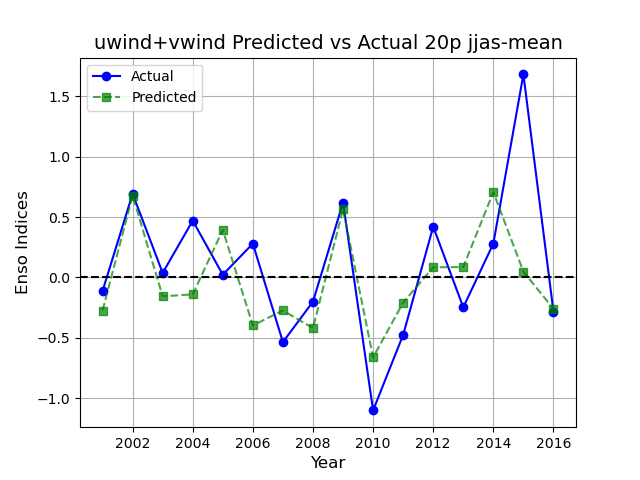 uwind+vwind Predicted vs Actual 20p jjas-mean
Actual
Predicted
1.5
1.0
0.5
0.0
−0.5
−1.0
Enso Indices
2002 2004 2006 2008 2010 2012 2014 2016
Year